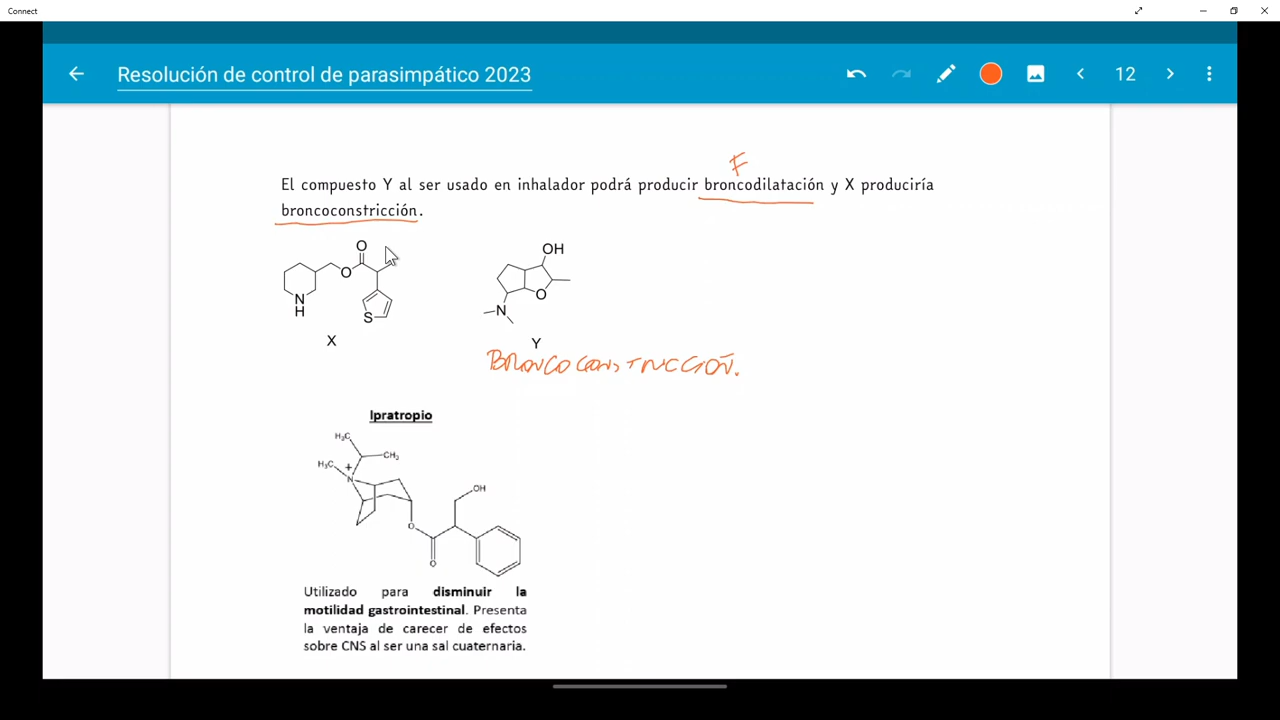 Connect
Resolución de control de parasimpático 2023
12
F
El compuesto Y al ser usado en inhalador podrá producir broncodilatación y X produciría
broncoconstricción.
O
O
N
H
S
X
OH
O
N
Y
BRONCOCONSTRICCIÓN.
Ipratropio
H₃C
CH₃
H₃C
+
N
OH
O
O
Utilizado para disminuir la
motilidad gastrointestinal. Presenta
la ventaja de carecer de efectos
sobre CNS al ser una sal cuaternaria.